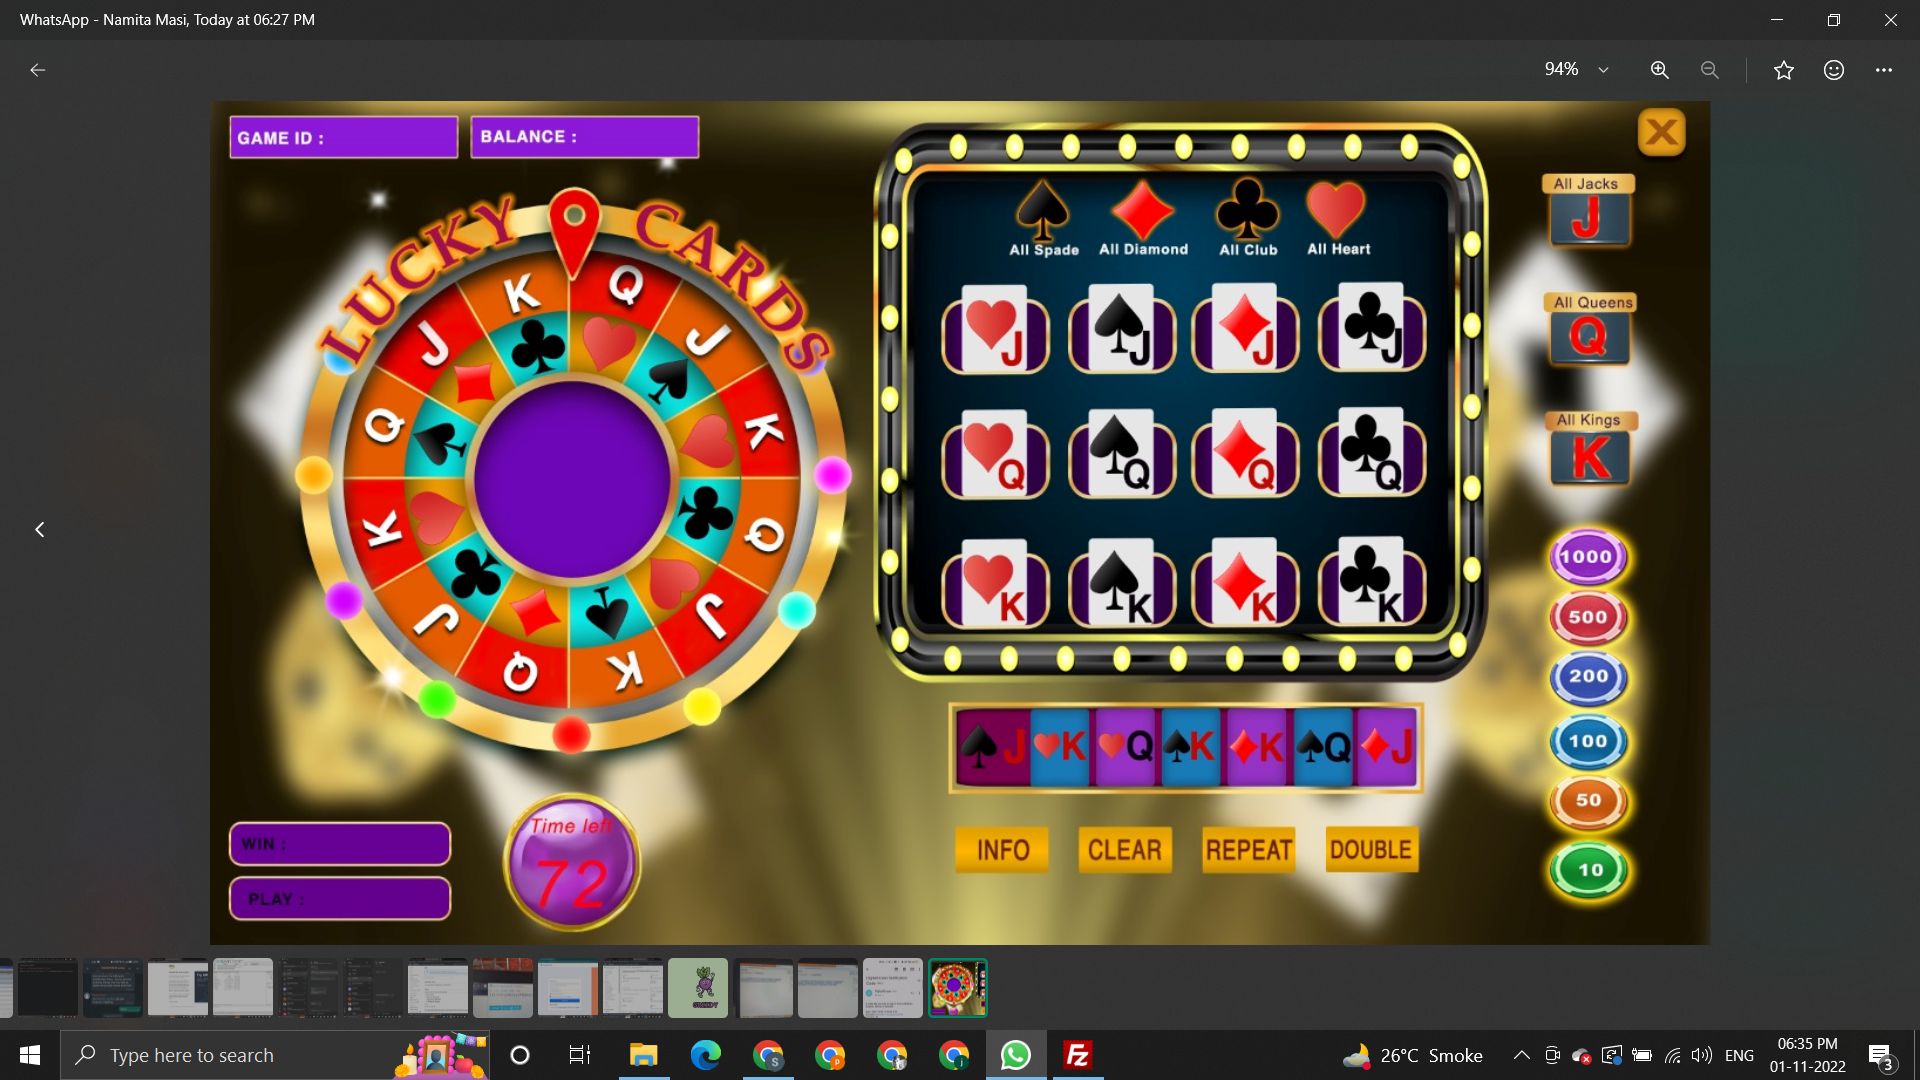 WhatsApp - Namita Masi, Today at 06:27 PM
94%
GAME ID :
BALANCE :
LUCKY CARDS
K Q J K Q J K Q J K Q J
All Spade All Diamond All Club All Heart
J J J J
Q Q Q Q
K K K K
All Jacks
J
All Queens
Q
All Kings
K
1000
500
200
100
50
10
J K Q K K Q J
INFO CLEAR REPEAT DOUBLE
WIN :
PLAY :
Time left
72
Type here to search
26°C Smoke
ENG
06:35 PM
01-11-2022
3